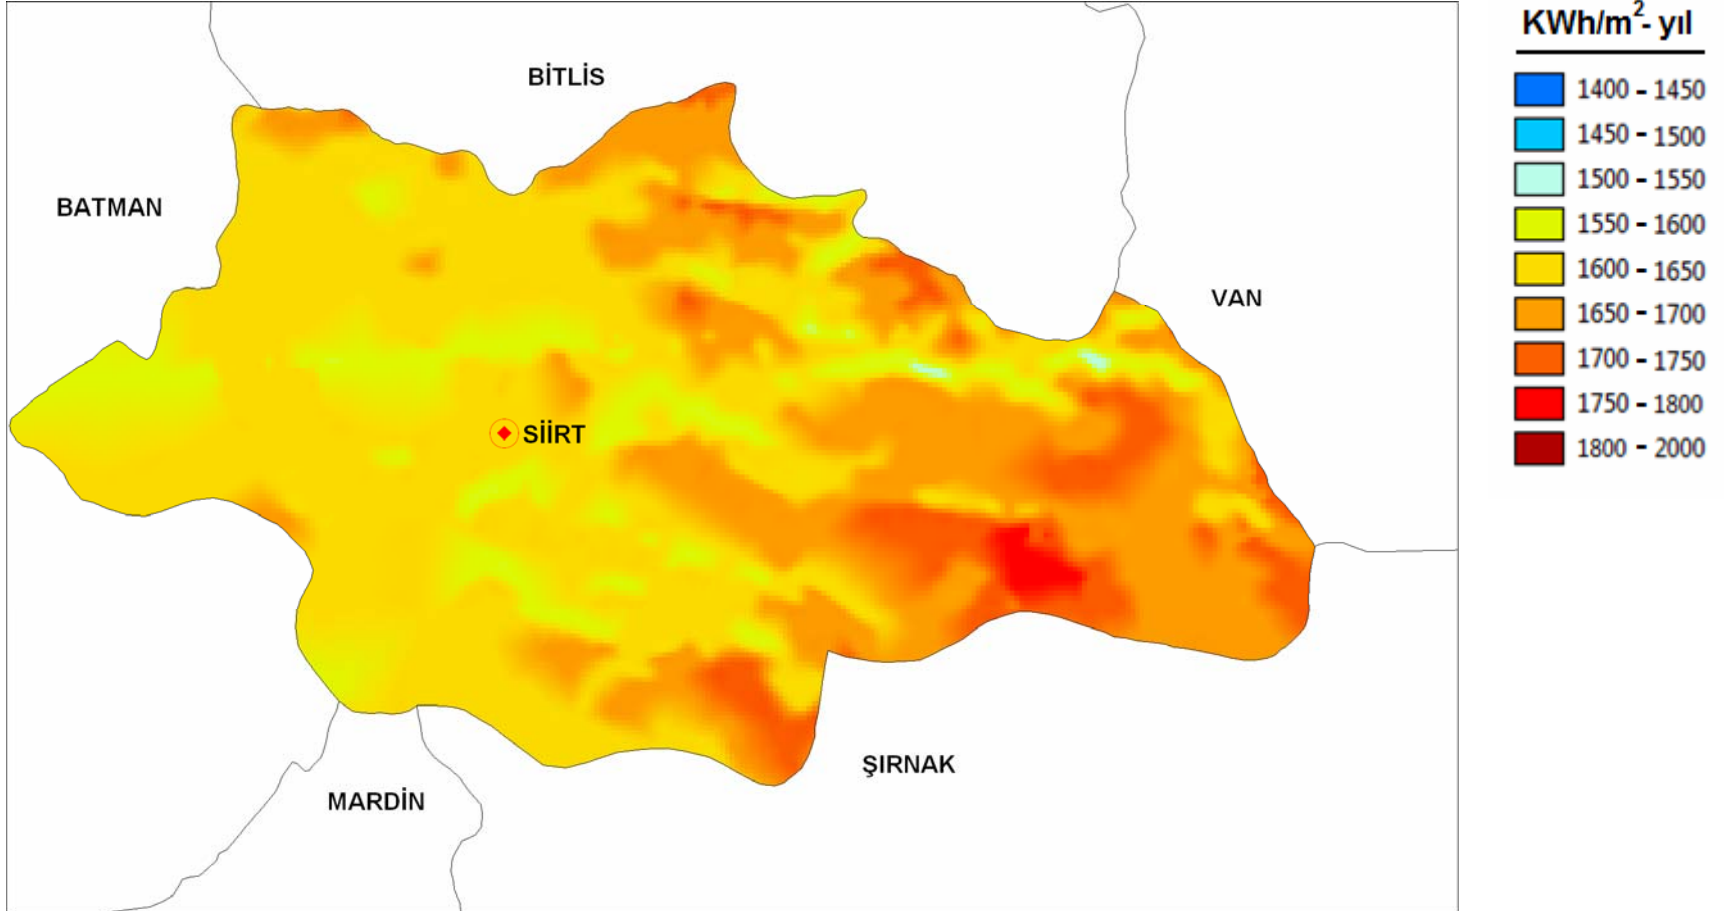 BİTLİS
BATMAN
VAN
SİİRT
ŞIRNAK
MARDİN
KWh/m²- yıl
1400 - 1450
1450 - 1500
1500 - 1550
1550 - 1600
1600 - 1650
1650 - 1700
1700 - 1750
1750 - 1800
1800 - 2000